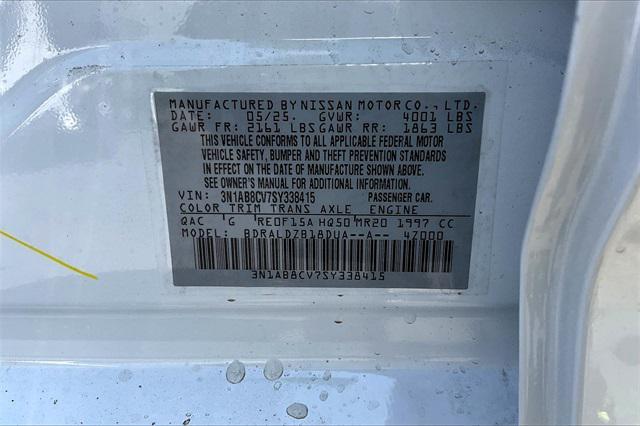 MANUFACTURED BY NISSAN MOTOR CO., LTD.
DATE: 05/25. GVWR: 4001 LBS
GAWR FR: 2161 LBS GAWR RR: 1863 LBS
THIS VEHICLE CONFORMS TO ALL APPLICABLE FEDERAL MOTOR
VEHICLE SAFETY, BUMPER AND THEFT PREVENTION STANDARDS
IN EFFECT ON THE DATE OF MANUFACTURE SHOWN ABOVE.
SEE OWNER'S MANUAL FOR ADDITIONAL INFORMATION.
VIN: 3N1AB8CV7SY338415 PASSENGER CAR.
COLOR TRIM TRANS AXLE ENGINE
QAC G RE0F15A HQ50 MR20 1997 CC
MODEL: BDRALDZB18DUA--A-- 47000
3N1AB8CV7SY338415